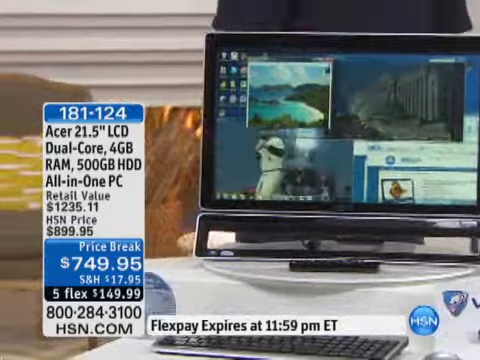 181-124
Acer 21.5" LCD
Dual-Core, 4GB
RAM, 500GB HDD
All-in-One PC
Retail Value
$1235.11
HSN Price
$899.95
Price Break
$749.95
S&H $17.95
5 flex $149.99
800·284·3100
HSN.COM
Flexpay Expires at 11:59 pm ET
HSN